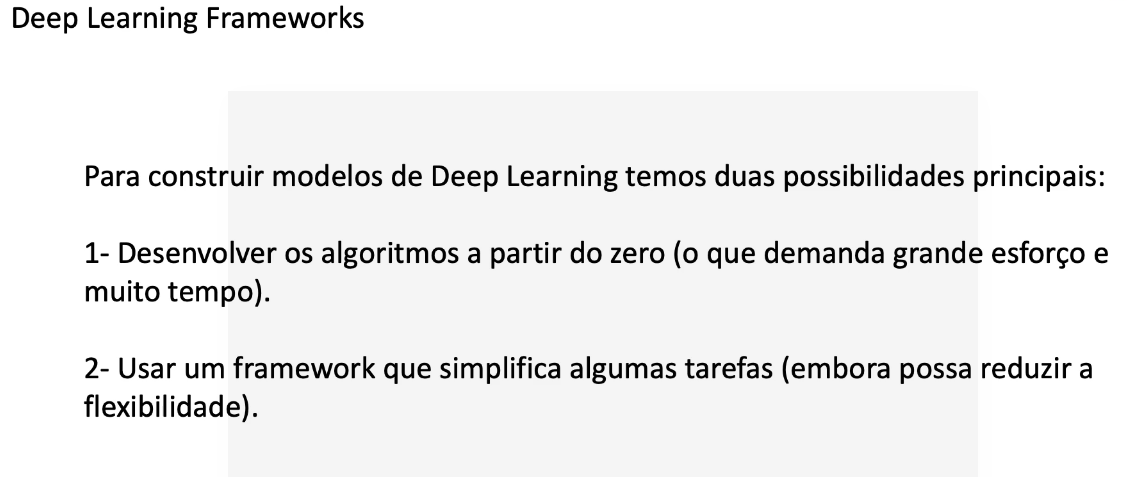 Deep Learning Frameworks
Para construir modelos de Deep Learning temos duas possibilidades principais:
1- Desenvolver os algoritmos a partir do zero (o que demanda grande esforço e
muito tempo).
2- Usar um framework que simplifica algumas tarefas (embora possa reduzir a
flexibilidade).